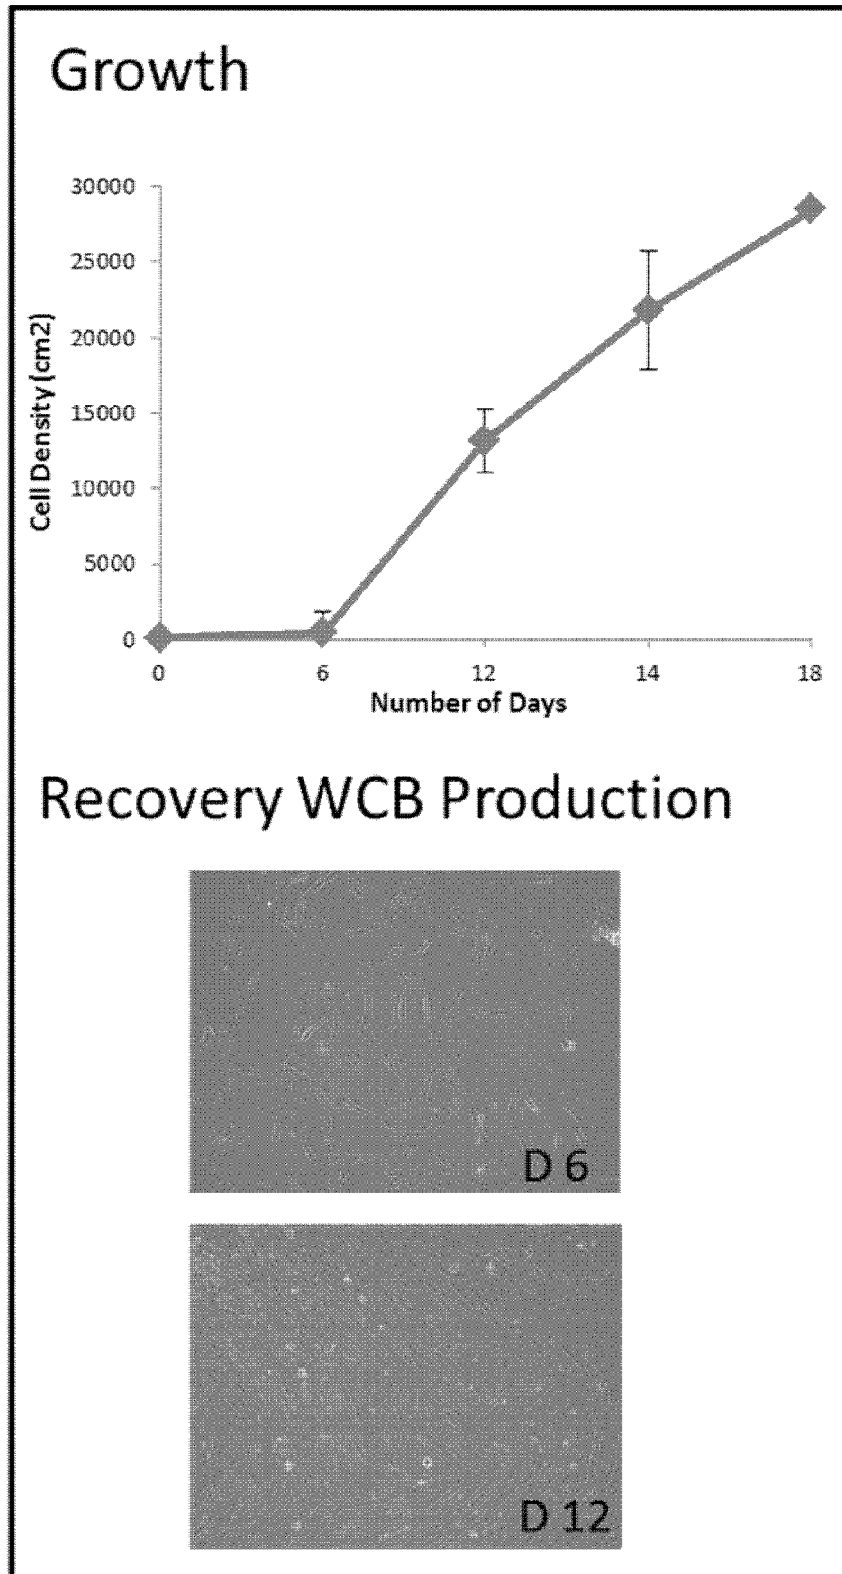 Growth
30000
25000
20000
15000
10000
5000
0
Cell Density (cm2)
0 6 12 14 18
Number of Days
Recovery WCB Production
D 6
D 12